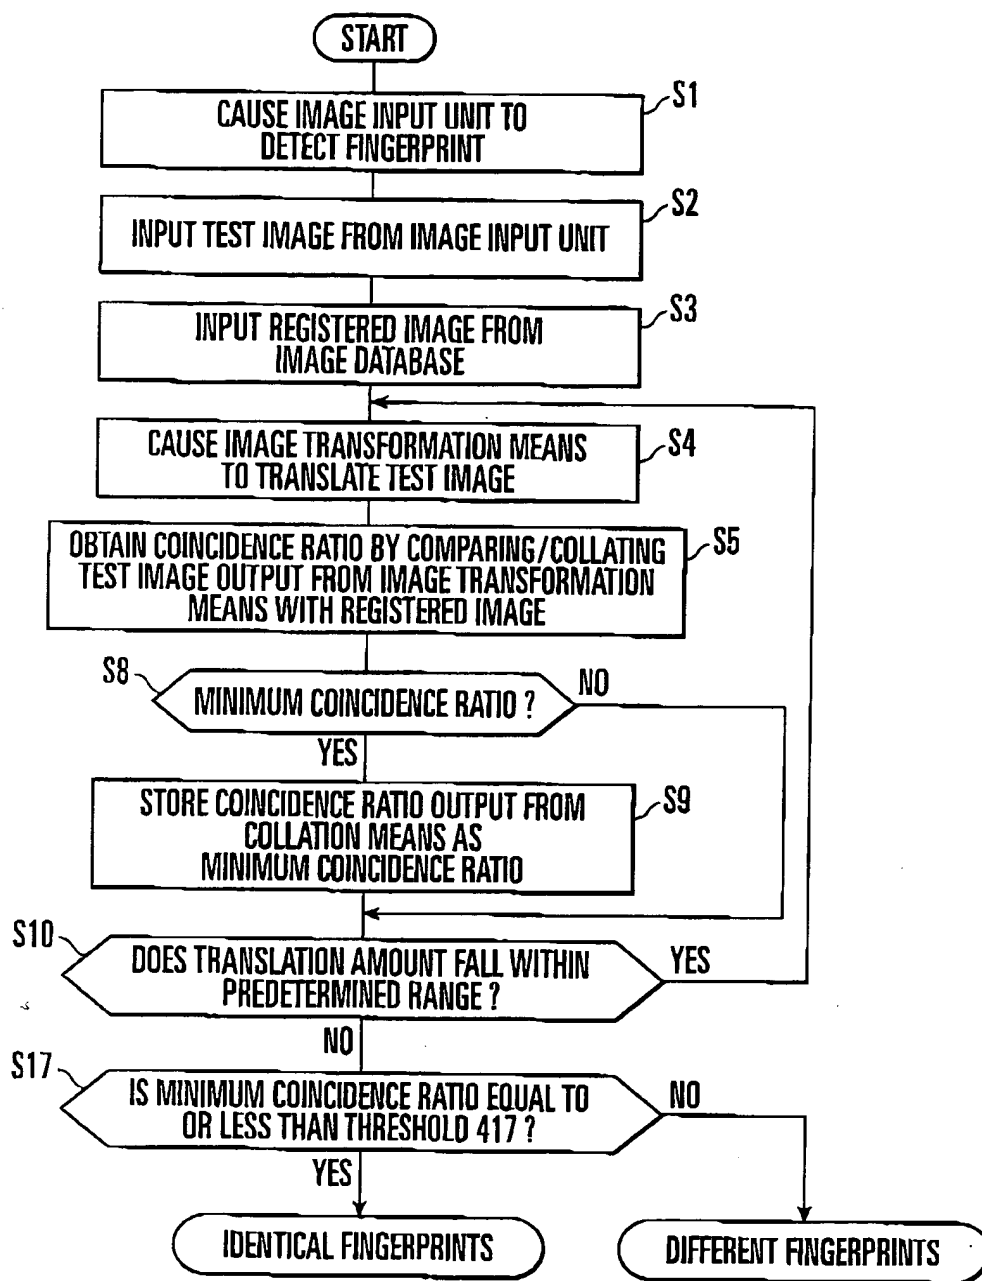 START
S1
CAUSE IMAGE INPUT UNIT TO
DETECT FINGERPRINT
S2
INPUT TEST IMAGE FROM IMAGE INPUT UNIT
S3
INPUT REGISTERED IMAGE FROM
IMAGE DATABASE
S4
CAUSE IMAGE TRANSFORMATION MEANS
TO TRANSLATE TEST IMAGE
S5
OBTAIN COINCIDENCE RATIO BY COMPARING/COLLATING
TEST IMAGE OUTPUT FROM IMAGE TRANSFORMATION
MEANS WITH REGISTERED IMAGE
S8
MINIMUM COINCIDENCE RATIO ?
NO
YES
S9
STORE COINCIDENCE RATIO OUTPUT FROM
COLLATION MEANS AS
MINIMUM COINCIDENCE RATIO
S10
DOES TRANSLATION AMOUNT FALL WITHIN
PREDETERMINED RANGE ?
YES
NO
S17
IS MINIMUM COINCIDENCE RATIO EQUAL TO
OR LESS THAN THRESHOLD 417 ?
NO
YES
IDENTICAL FINGERPRINTS
DIFFERENT FINGERPRINTS